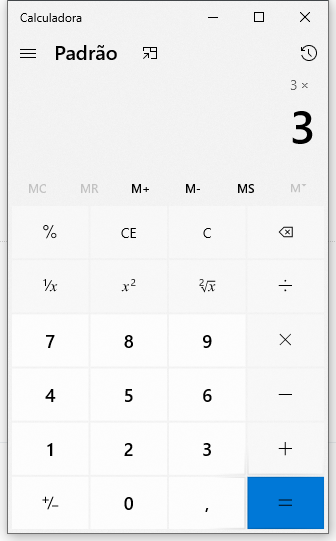 Calculadora
Padrão
3 ×
3
MC MR M+ M- MS M˅
% CE C
¹/x x² ²√x ÷
7 8 9 ×
4 5 6 −
1 2 3 +
+/− 0 , =